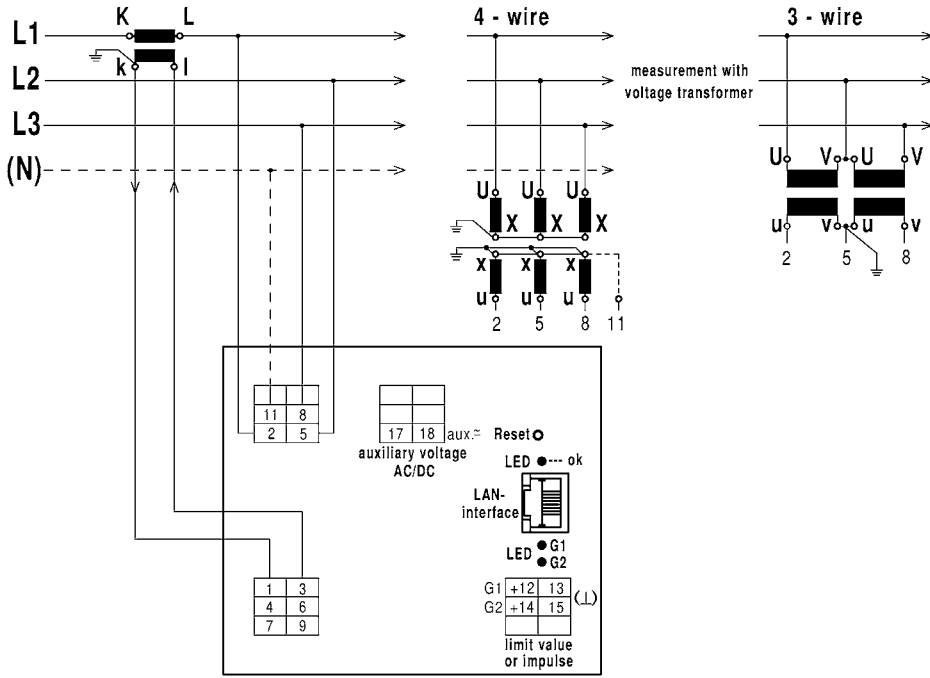 K L 4 - wire 3 - wire
L1
k l
L2
measurement with
voltage transformer
L3
(N)
U V U V
U U U
X X X
u v u v
2 5 8
x x x
u u u
2 5 8 11
11 8
2 5
17 18 aux.≂
auxiliary voltage
AC/DC
Reset
LED --- ok
LAN-
interface
LED G1
G2
1 3
4 6
7 9
G1 +12 13 (⊥)
G2 +14 15
limit value
or impulse